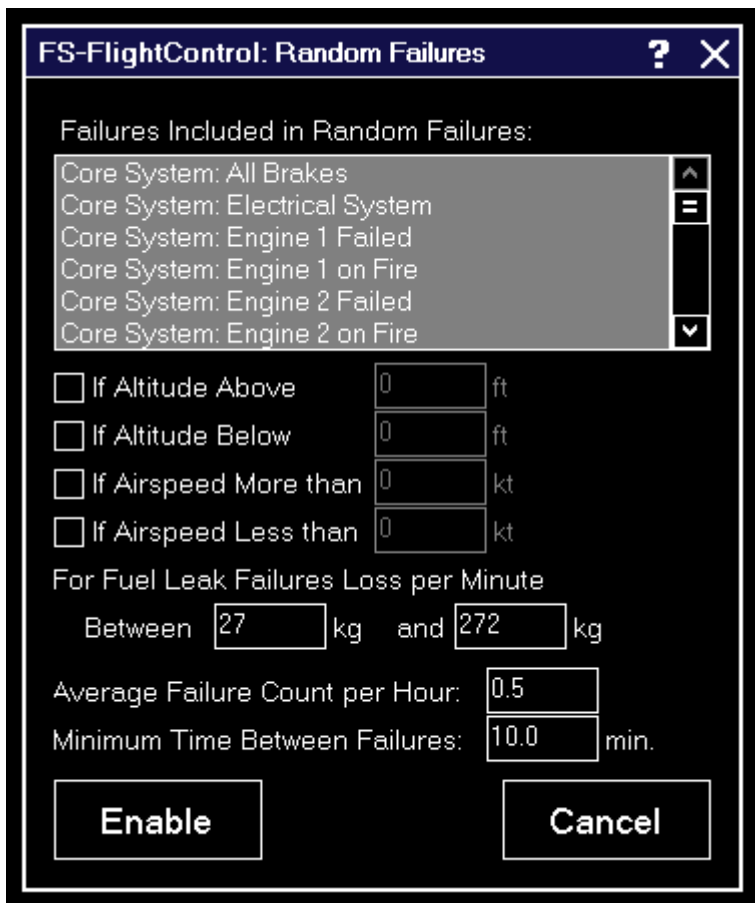 FS-FlightControl: Random Failures ? X
Failures Included in Random Failures:
Core System: All Brakes
Core System: Electrical System
Core System: Engine 1 Failed
Core System: Engine 1 on Fire
Core System: Engine 2 Failed
Core System: Engine 2 on Fire
If Altitude Above 0 ft
If Altitude Below 0 ft
If Airspeed More than 0 kt
If Airspeed Less than 0 kt
For Fuel Leak Failures Loss per Minute
Between 27 kg and 272 kg
Average Failure Count per Hour: 0.5
Minimum Time Between Failures: 10.0 min.
Enable Cancel